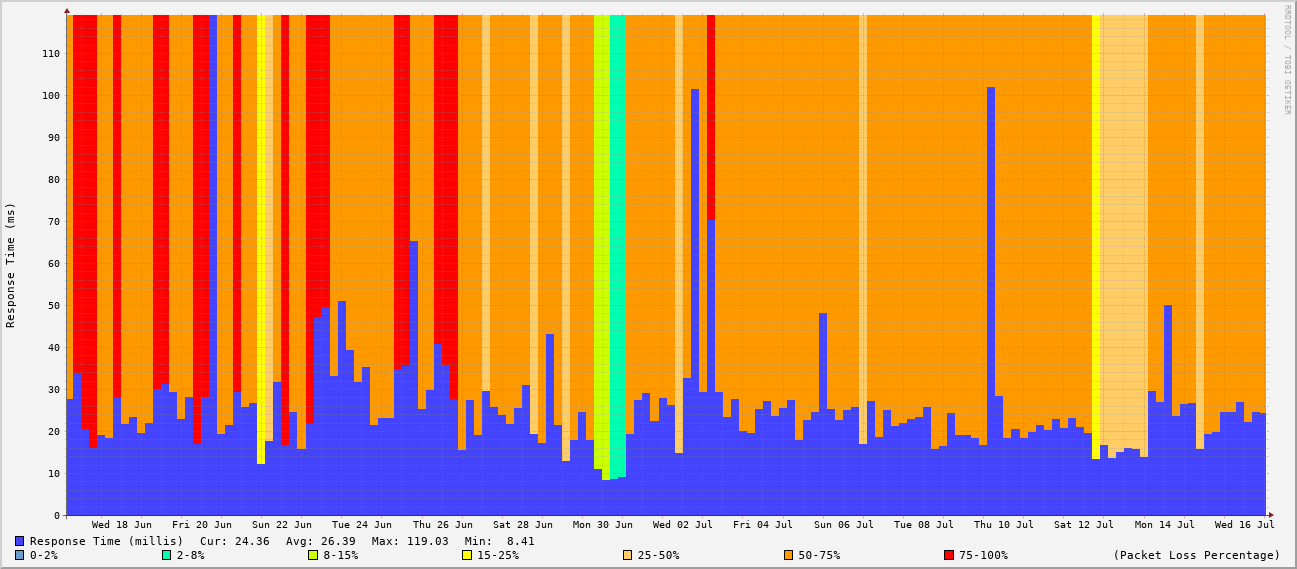 RRDTOOL / TOBI OETIKER
Response Time (ms)
110
100
90
80
70
60
50
40
30
20
10
0
Wed 18 Jun Fri 20 Jun Sun 22 Jun Tue 24 Jun Thu 26 Jun Sat 28 Jun Mon 30 Jun Wed 02 Jul Fri 04 Jul Sun 06 Jul Tue 08 Jul Thu 10 Jul Sat 12 Jul Mon 14 Jul Wed 16 Jul
Response Time (millis) Cur: 24.36 Avg: 26.39 Max: 119.03 Min: 8.41
0-2% 2-8% 8-15% 15-25% 25-50% 50-75% 75-100% (Packet Loss Percentage)